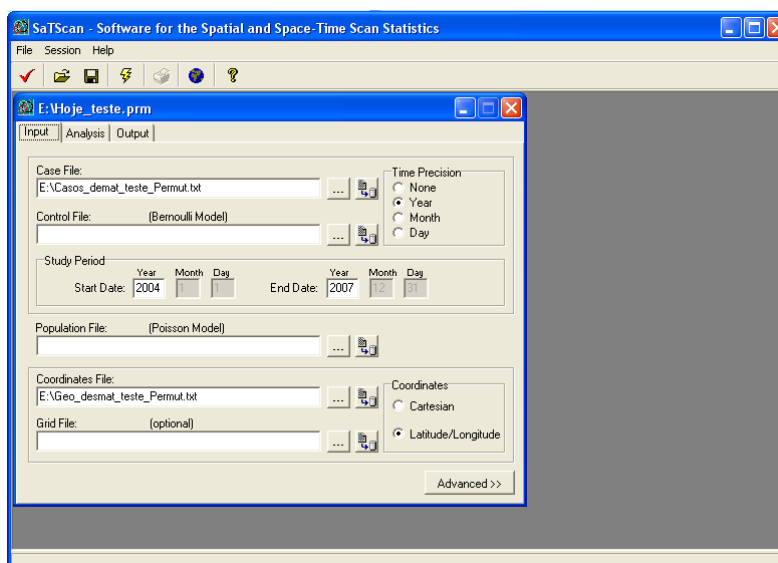 SaTScan - Software for the Spatial and Space-Time Scan Statistics
File Session Help
E:\Hoje_teste.prm
Input Analysis Output
Case File:
E:\Casos_demat_teste_Permut.txt
...
Time Precision
None
Year
Month
Day
Control File: (Bernoulli Model)
...
Study Period
Year Month Day Year Month Day
Start Date: 2004 1 1 End Date: 2007 12 31
Population File: (Poisson Model)
...
Coordinates File:
E:\Geo_desmat_teste_Permut.txt
...
Coordinates
Cartesian
Latitude/Longitude
Grid File: (optional)
...
Advanced >>